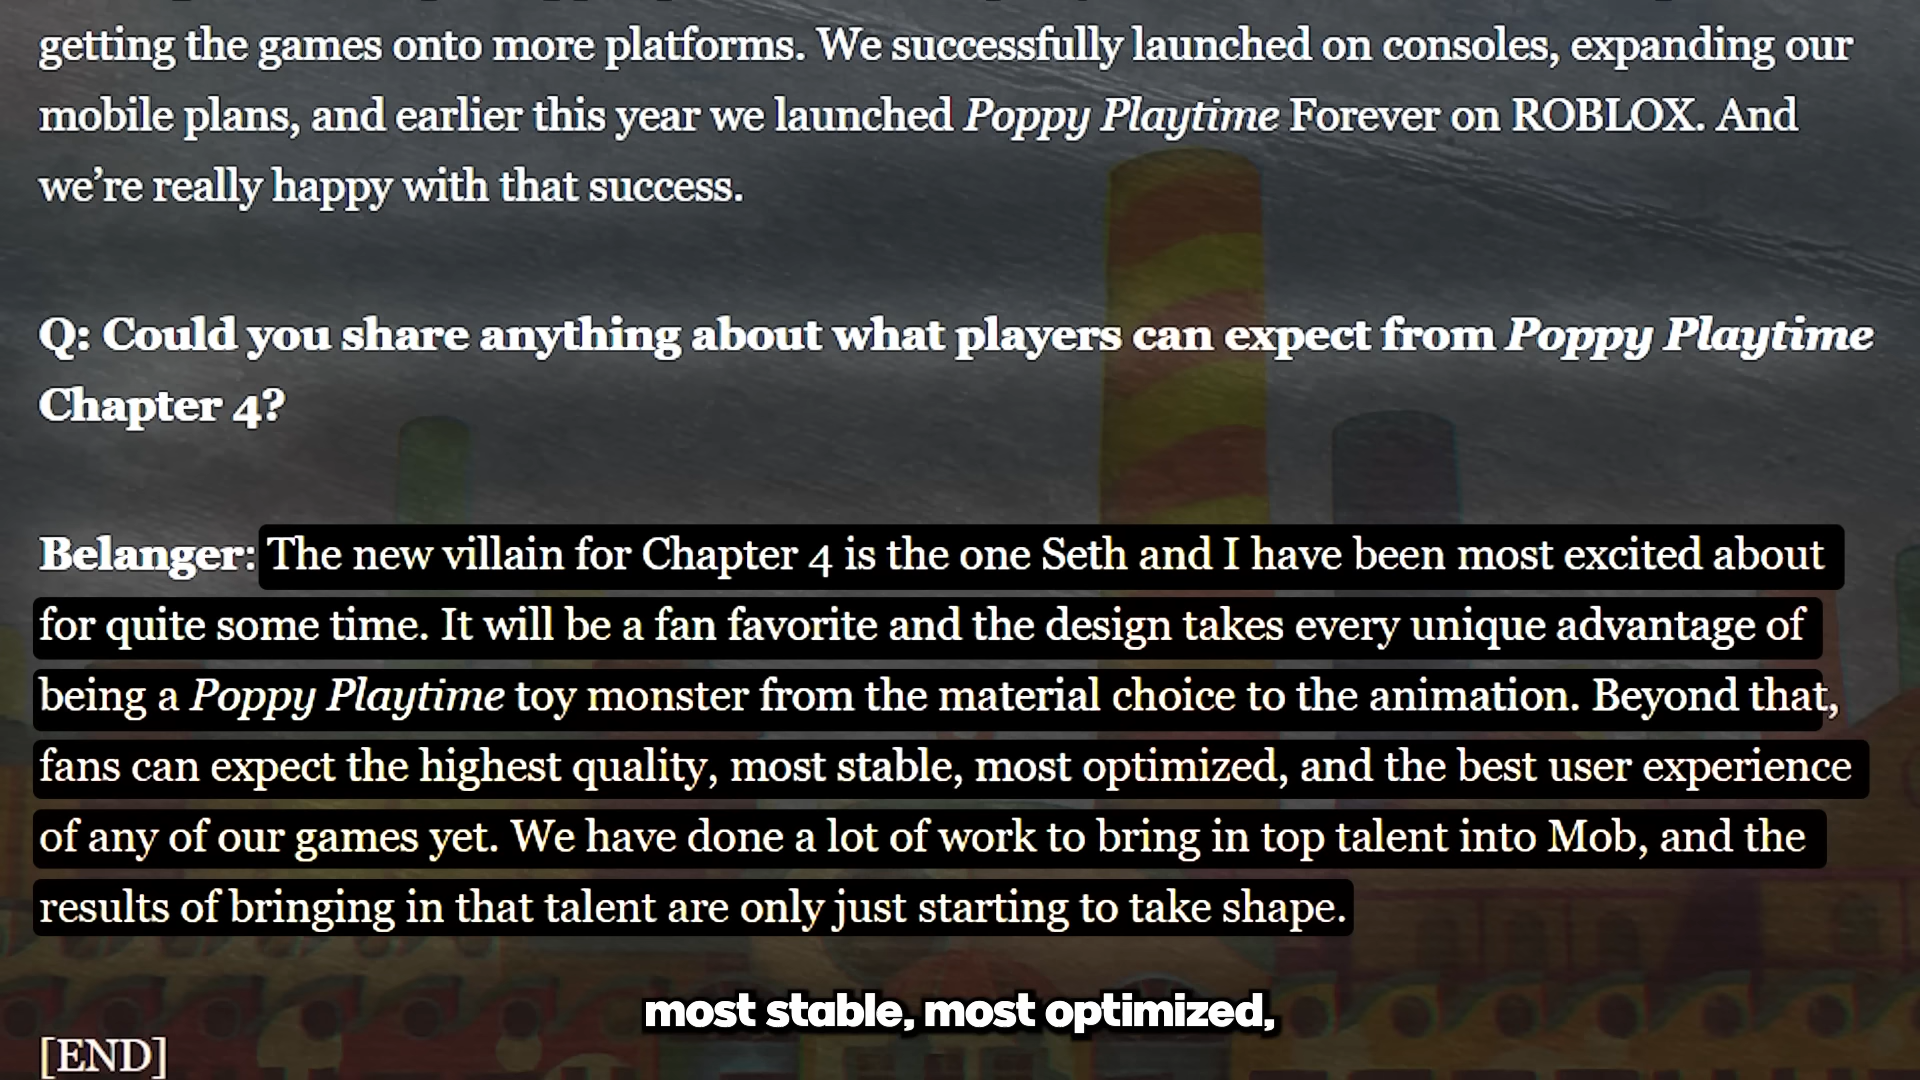 getting the games onto more platforms. We successfully launched on consoles, expanding our
mobile plans, and earlier this year we launched Poppy Playtime Forever on ROBLOX. And
we’re really happy with that success.
Q: Could you share anything about what players can expect from Poppy Playtime
Chapter 4?
Belanger: The new villain for Chapter 4 is the one Seth and I have been most excited about
for quite some time. It will be a fan favorite and the design takes every unique advantage of
being a Poppy Playtime toy monster from the material choice to the animation. Beyond that,
fans can expect the highest quality, most stable, most optimized, and the best user experience
of any of our games yet. We have done a lot of work to bring in top talent into Mob, and the
results of bringing in that talent are only just starting to take shape.
most stable, most optimized,
[END]